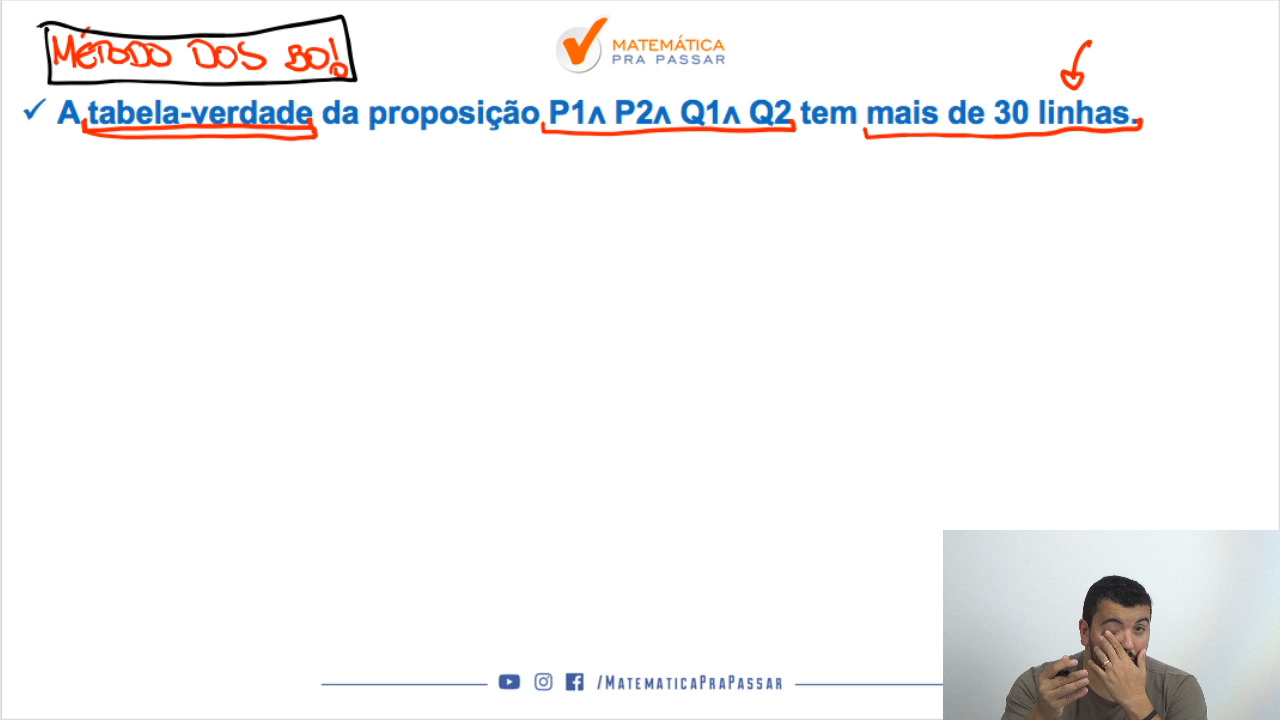 MÉTODO DOS BO!
MATEMÁTICA
PRA PASSAR
✓ A tabela-verdade da proposição P1∧ P2∧ Q1∧ Q2 tem mais de 30 linhas.
/MATEMATICAPRAPASSAR